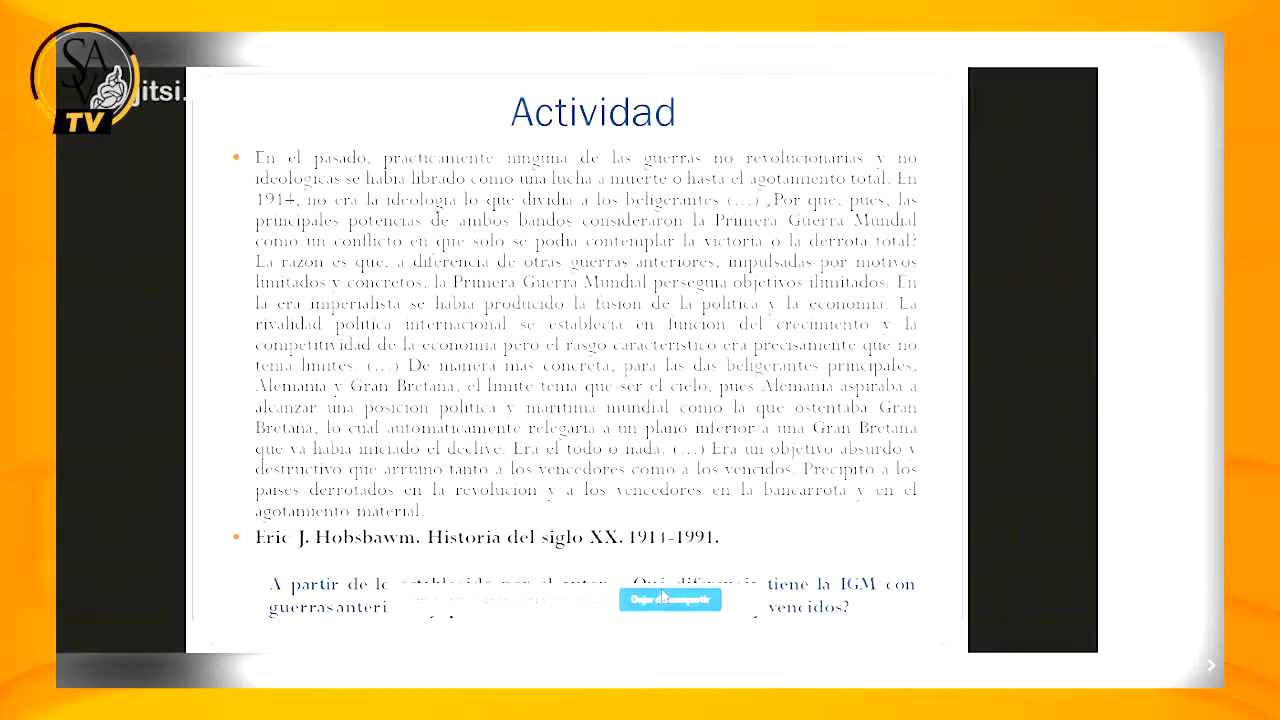 SA
V
TV
jitsi.
Actividad
En el pasado, prácticamente ninguna de las guerras no revolucionarias y no
ideológicas se había librado como una lucha a muerte o hasta el agotamiento total. En
1914, no era la ideología lo que dividía a los beligerantes (...) ¿Por qué, pues, las
principales potencias de ambos bandos consideraron la Primera Guerra Mundial
como un conflicto en que sólo se podía contemplar la victoria o la derrota total?
La razón es que, a diferencia de otras guerras anteriores, impulsadas por motivos
limitados y concretos, la Primera Guerra Mundial perseguía objetivos ilimitados. En
la era imperialista se había producido la fusión de la política y la economía. La
rivalidad política internacional se establecía en función del crecimiento y la
competitividad de la economía pero el rasgo característico era precisamente que no
tenía límites. (...) De manera más concreta, para las das beligerantes principales,
Alemania y Gran Bretaña, el límite tenía que ser el cielo, pues Alemania aspiraba a
alcanzar una posición política y marítima mundial como la que ostentaba Gran
Bretaña, lo cual automáticamente relegaría a un plano inferior a una Gran Bretaña
que ya había iniciado el declive. Era el todo o nada. (...) Era un objetivo absurdo y
destructivo que arruinó tanto a los vencedores como a los vencidos. Precipitó a los
países derrotados en la revolución y a los vencedores en la bancarrota y en el
agotamiento material.
Eric J. Hobsbawm. Historia del siglo XX. 1914-1991.
A partir de lo establecido por el autor Qué diferencia tiene la IGM con
guerras anteri vencidos?
Dejar de compartir